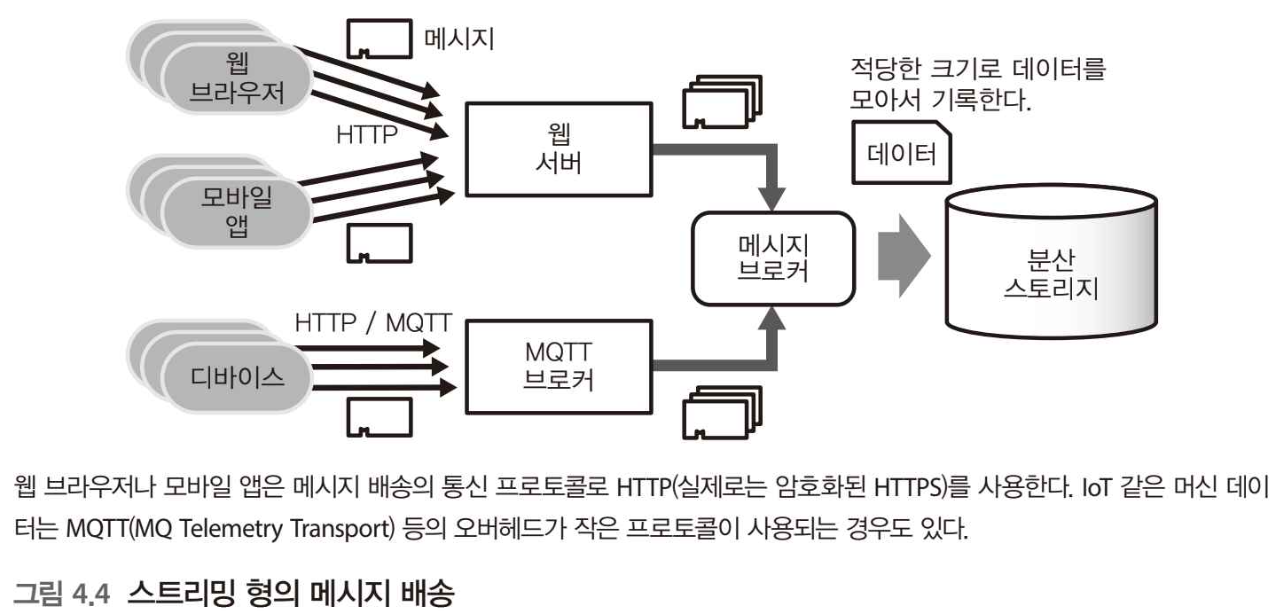 웹
브라우저
메시지
HTTP
모바일
앱
웹
서버
적당한 크기로 데이터를
모아서 기록한다.
데이터
메시지
브로커
분산
스토리지
HTTP / MQTT
디바이스
MQTT
브로커
웹 브라우저나 모바일 앱은 메시지 배송의 통신 프로토콜로 HTTP(실제로는 암호화된 HTTPS)를 사용한다. IoT 같은 머신 데이
터는 MQTT(MQ Telemetry Transport) 등의 오버헤드가 작은 프로토콜이 사용되는 경우도 있다.
그림 4.4 스트리밍 형의 메시지 배송